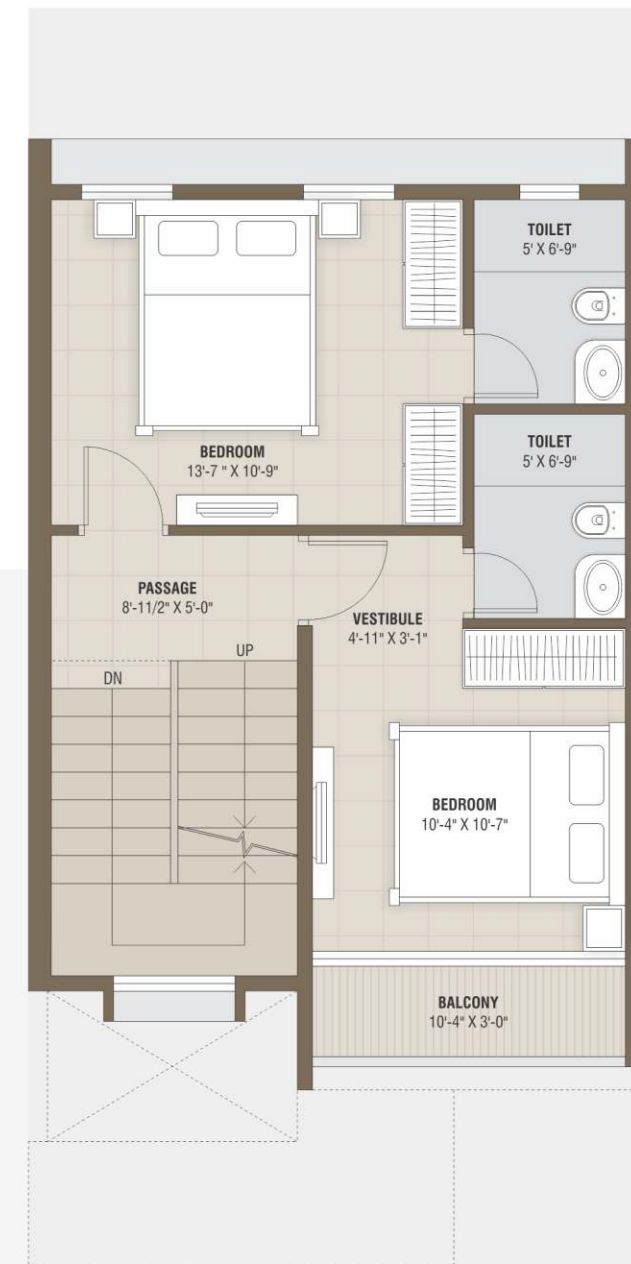 TOILET
5' X 6'-9"
BEDROOM
13'-7 " X 10'-9"
TOILET
5' X 6'-9"
PASSAGE
8'-11/2" X 5'-0"
VESTIBULE
4'-11" X 3'-1"
UP
DN
BEDROOM
10'-4" X 10'-7"
BALCONY
10'-4" X 3'-0"